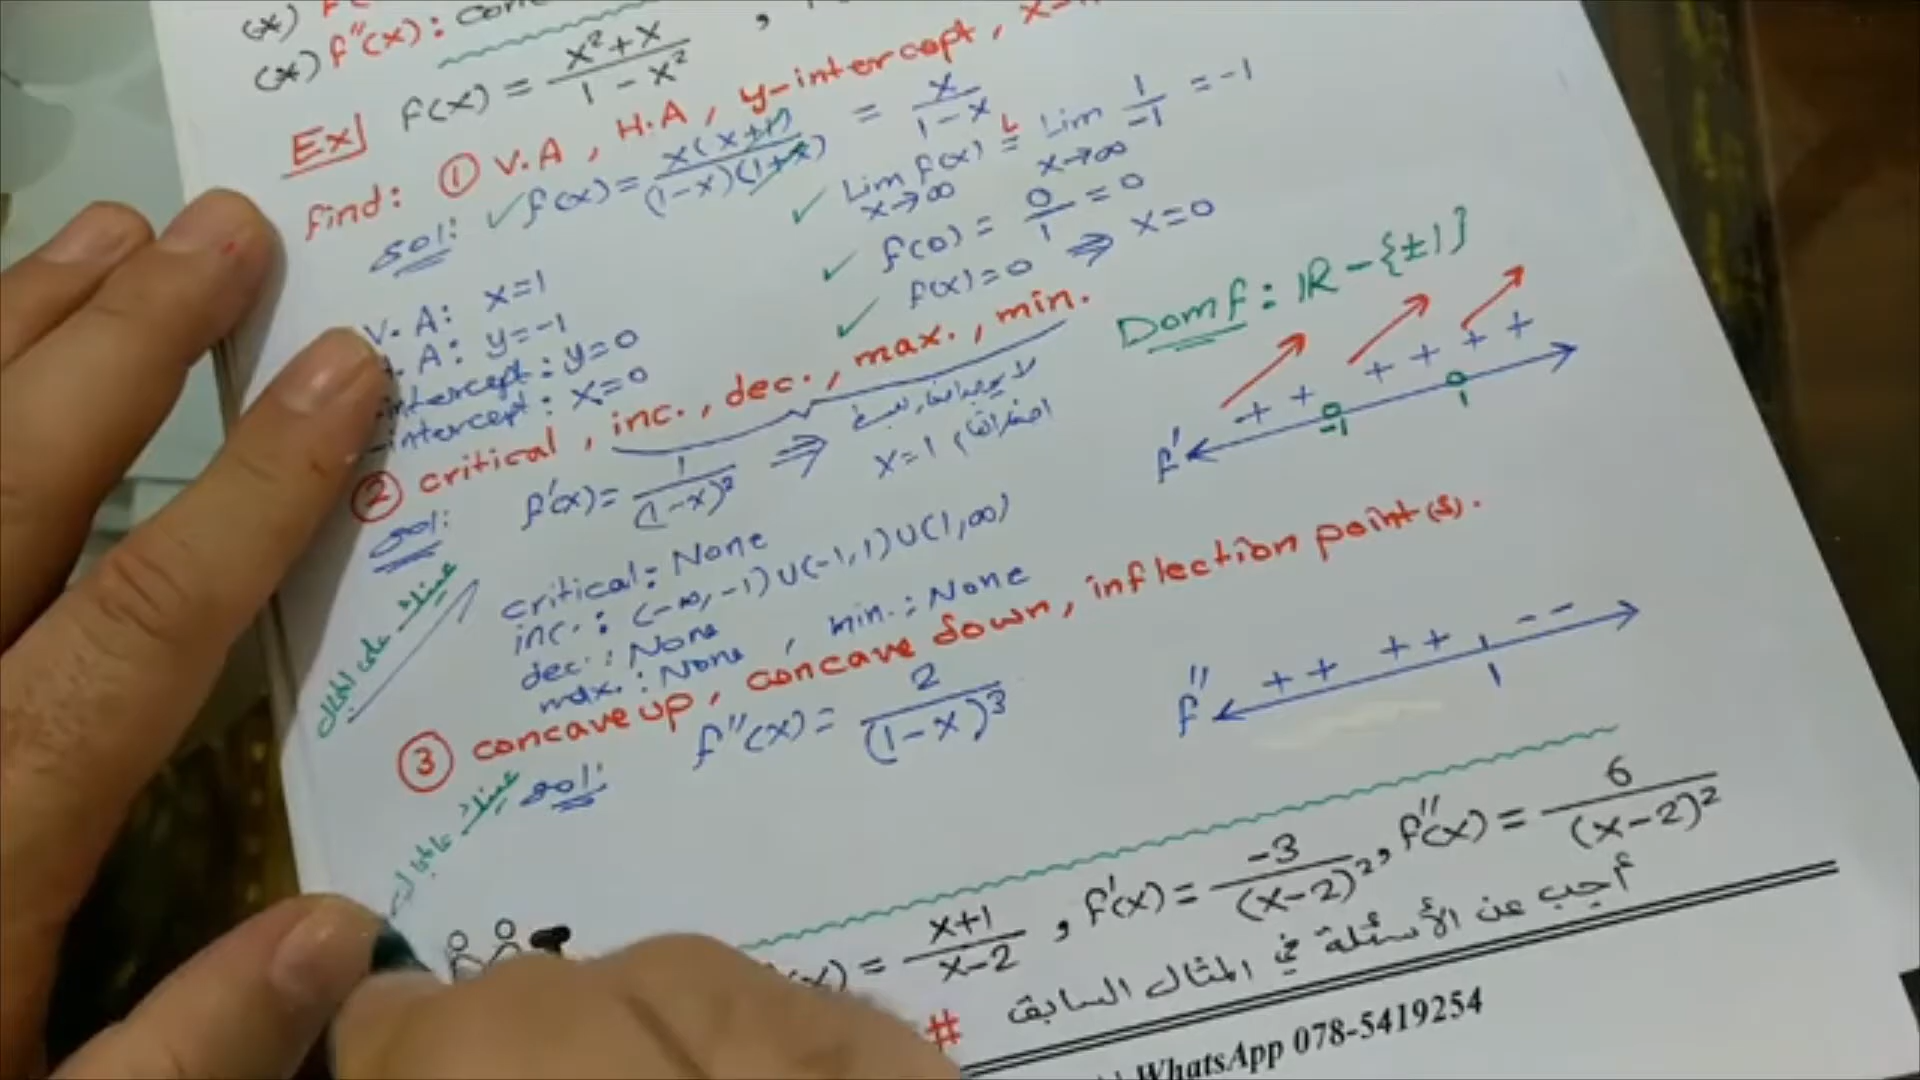 (x) f''(x): con
Ex] f(x) = (x²+x)/(1-x²) ,
find: ① V.A , H.A , y-intercept ,
sol: ✓ f(x) = x(x+1)/((1-x)(1+x)) = x/(1-x)
✓ Lim x→∞ f(x) L= Lim x→∞ 1/-1 = -1
✓ f(0) = 0/1 = 0
✓ f(x)=0 ⇒ x=0
V. A: x=1
. A: y=-1
intercept: y=0
-intercept: x=0
② critical , inc. , dec. , max. , min.
Dom f: ℝ - {±1}
sol: f'(x) = 1/(1-x)² ⇒
x=1
+ + -1 + + 1 + +
f'
critical: None
inc.: (-∞,-1)∪(-1,1)∪(1,∞)
dec.: None
max.: None , min.: None
③ concave up, concave down, inflection point(s).
sol: f''(x) = 2/(1-x)³
+ + + + 1 - -
f''
(x) = (x+1)/(x-2) , f'(x) = -3/(x-2)² , f''(x) = 6/(x-2)²
# أجب عن الأسئلة في المثال السابق
WhatsApp 078-5419254